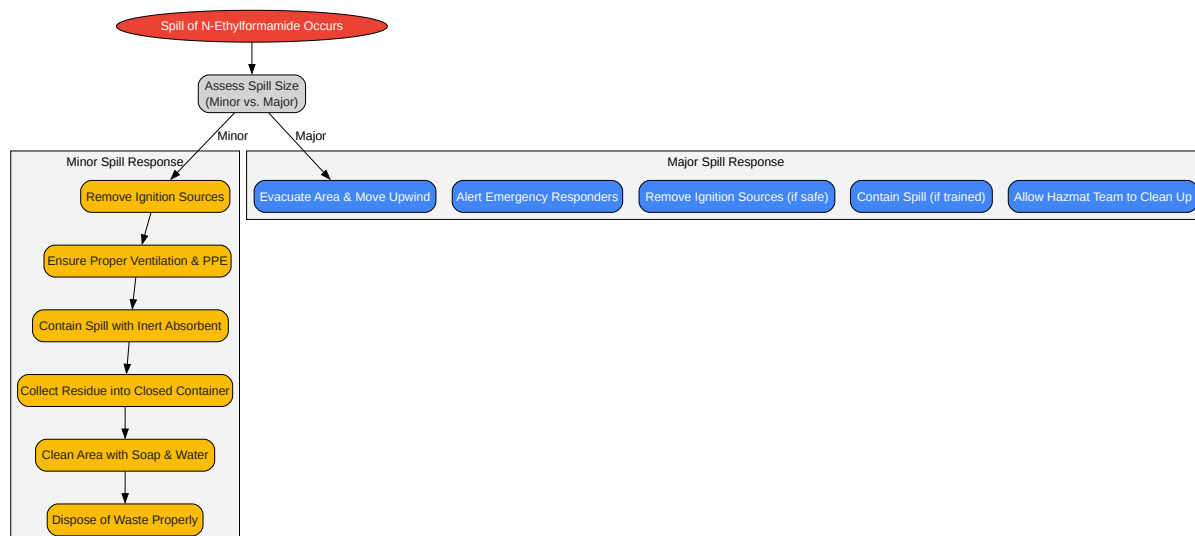 Spill of N-Ethylformamide Occurs
Assess Spill Size
(Minor vs. Major)
Minor
Major
Minor Spill Response
Remove Ignition Sources
Ensure Proper Ventilation & PPE
Contain Spill with Inert Absorbent
Collect Residue into Closed Container
Clean Area with Soap & Water
Dispose of Waste Properly
Major Spill Response
Evacuate Area & Move Upwind
Alert Emergency Responders
Remove Ignition Sources (if safe)
Contain Spill (if trained)
Allow Hazmat Team to Clean Up